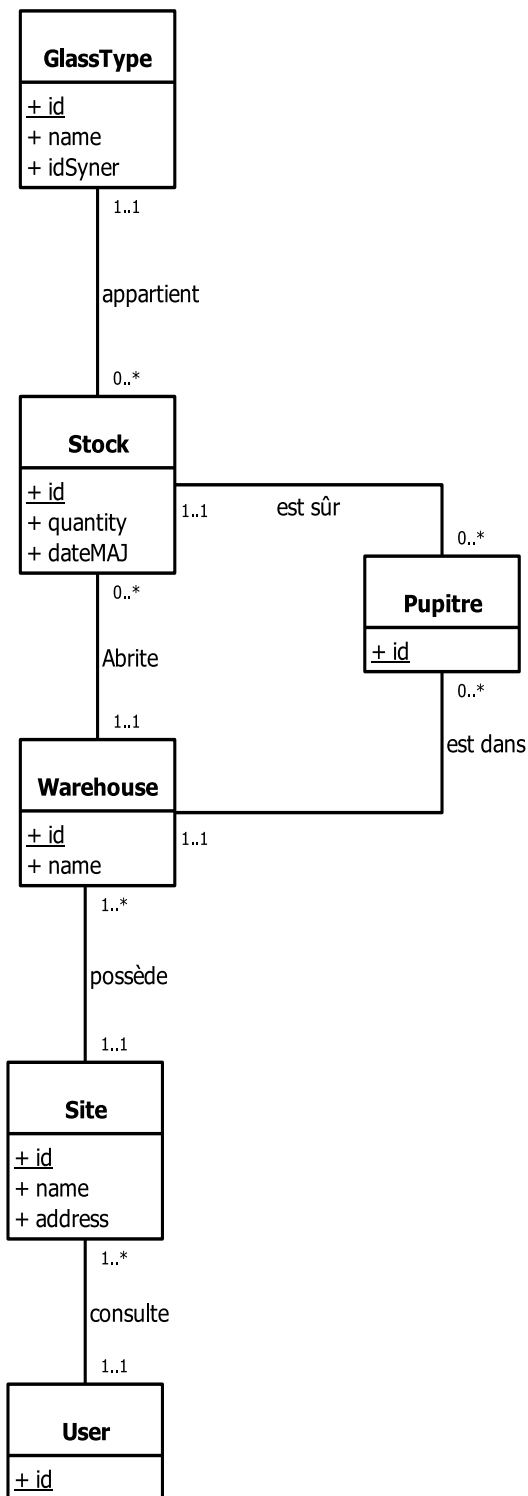 GlassType
+ id
+ name
+ idSyner
1..1
appartient
0..*
Stock
+ id
+ quantity
+ dateMAJ
1..1
est sûr
0..*
Pupitre
+ id
0..*
Abrite
1..1
0..*
est dans
Warehouse
+ id
+ name
1..1
1..*
possède
1..1
Site
+ id
+ name
+ address
1..*
consulte
1..1
User
+ id